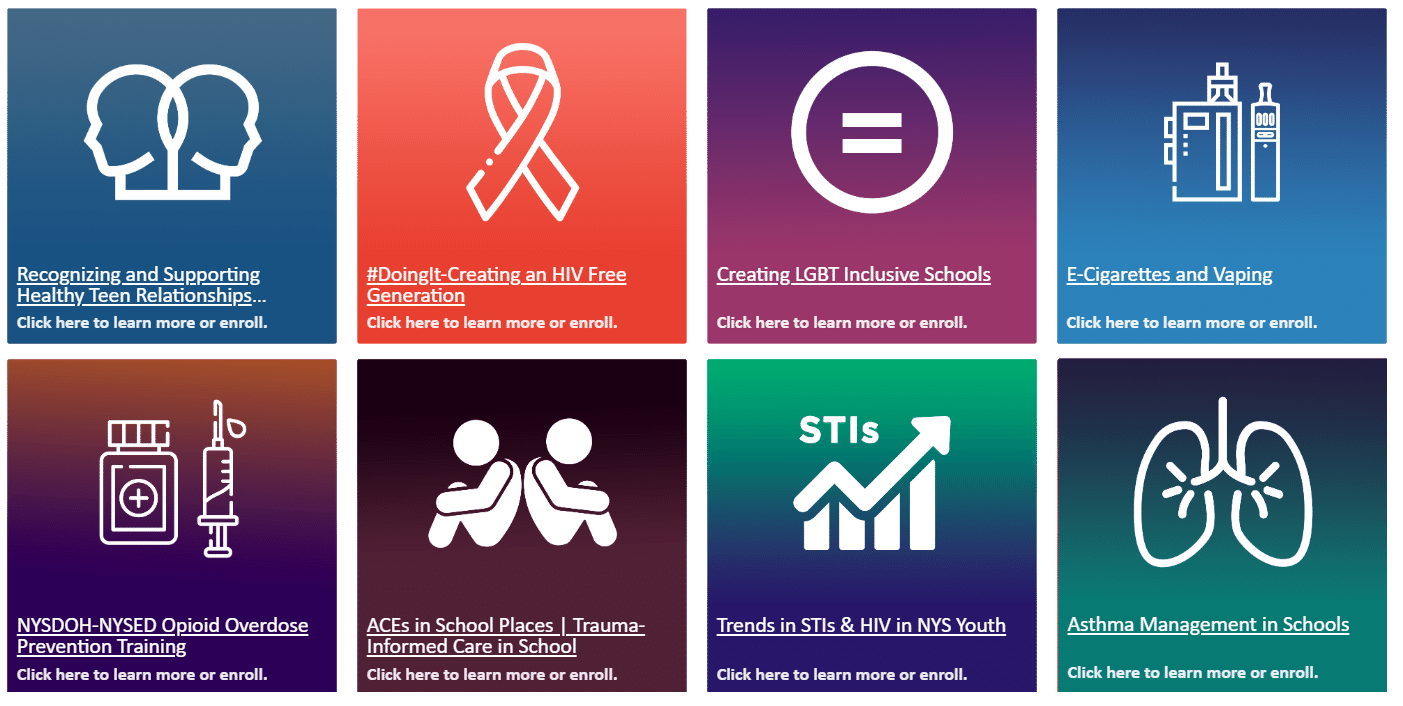 Recognizing and Supporting
Healthy Teen Relationships...
Click here to learn more or enroll.
#DoingIt-Creating an HIV Free
Generation
Click here to learn more or enroll.
Creating LGBT Inclusive Schools
Click here to learn more or enroll.
E-Cigarettes and Vaping
Click here to learn more or enroll.
NYSDOH-NYSED Opioid Overdose
Prevention Training
Click here to learn more or enroll.
ACEs in School Places | Trauma-
Informed Care in School
Click here to learn more or enroll.
STIs
Trends in STIs & HIV in NYS Youth
Click here to learn more or enroll.
Asthma Management in Schools
Click here to learn more or enroll.